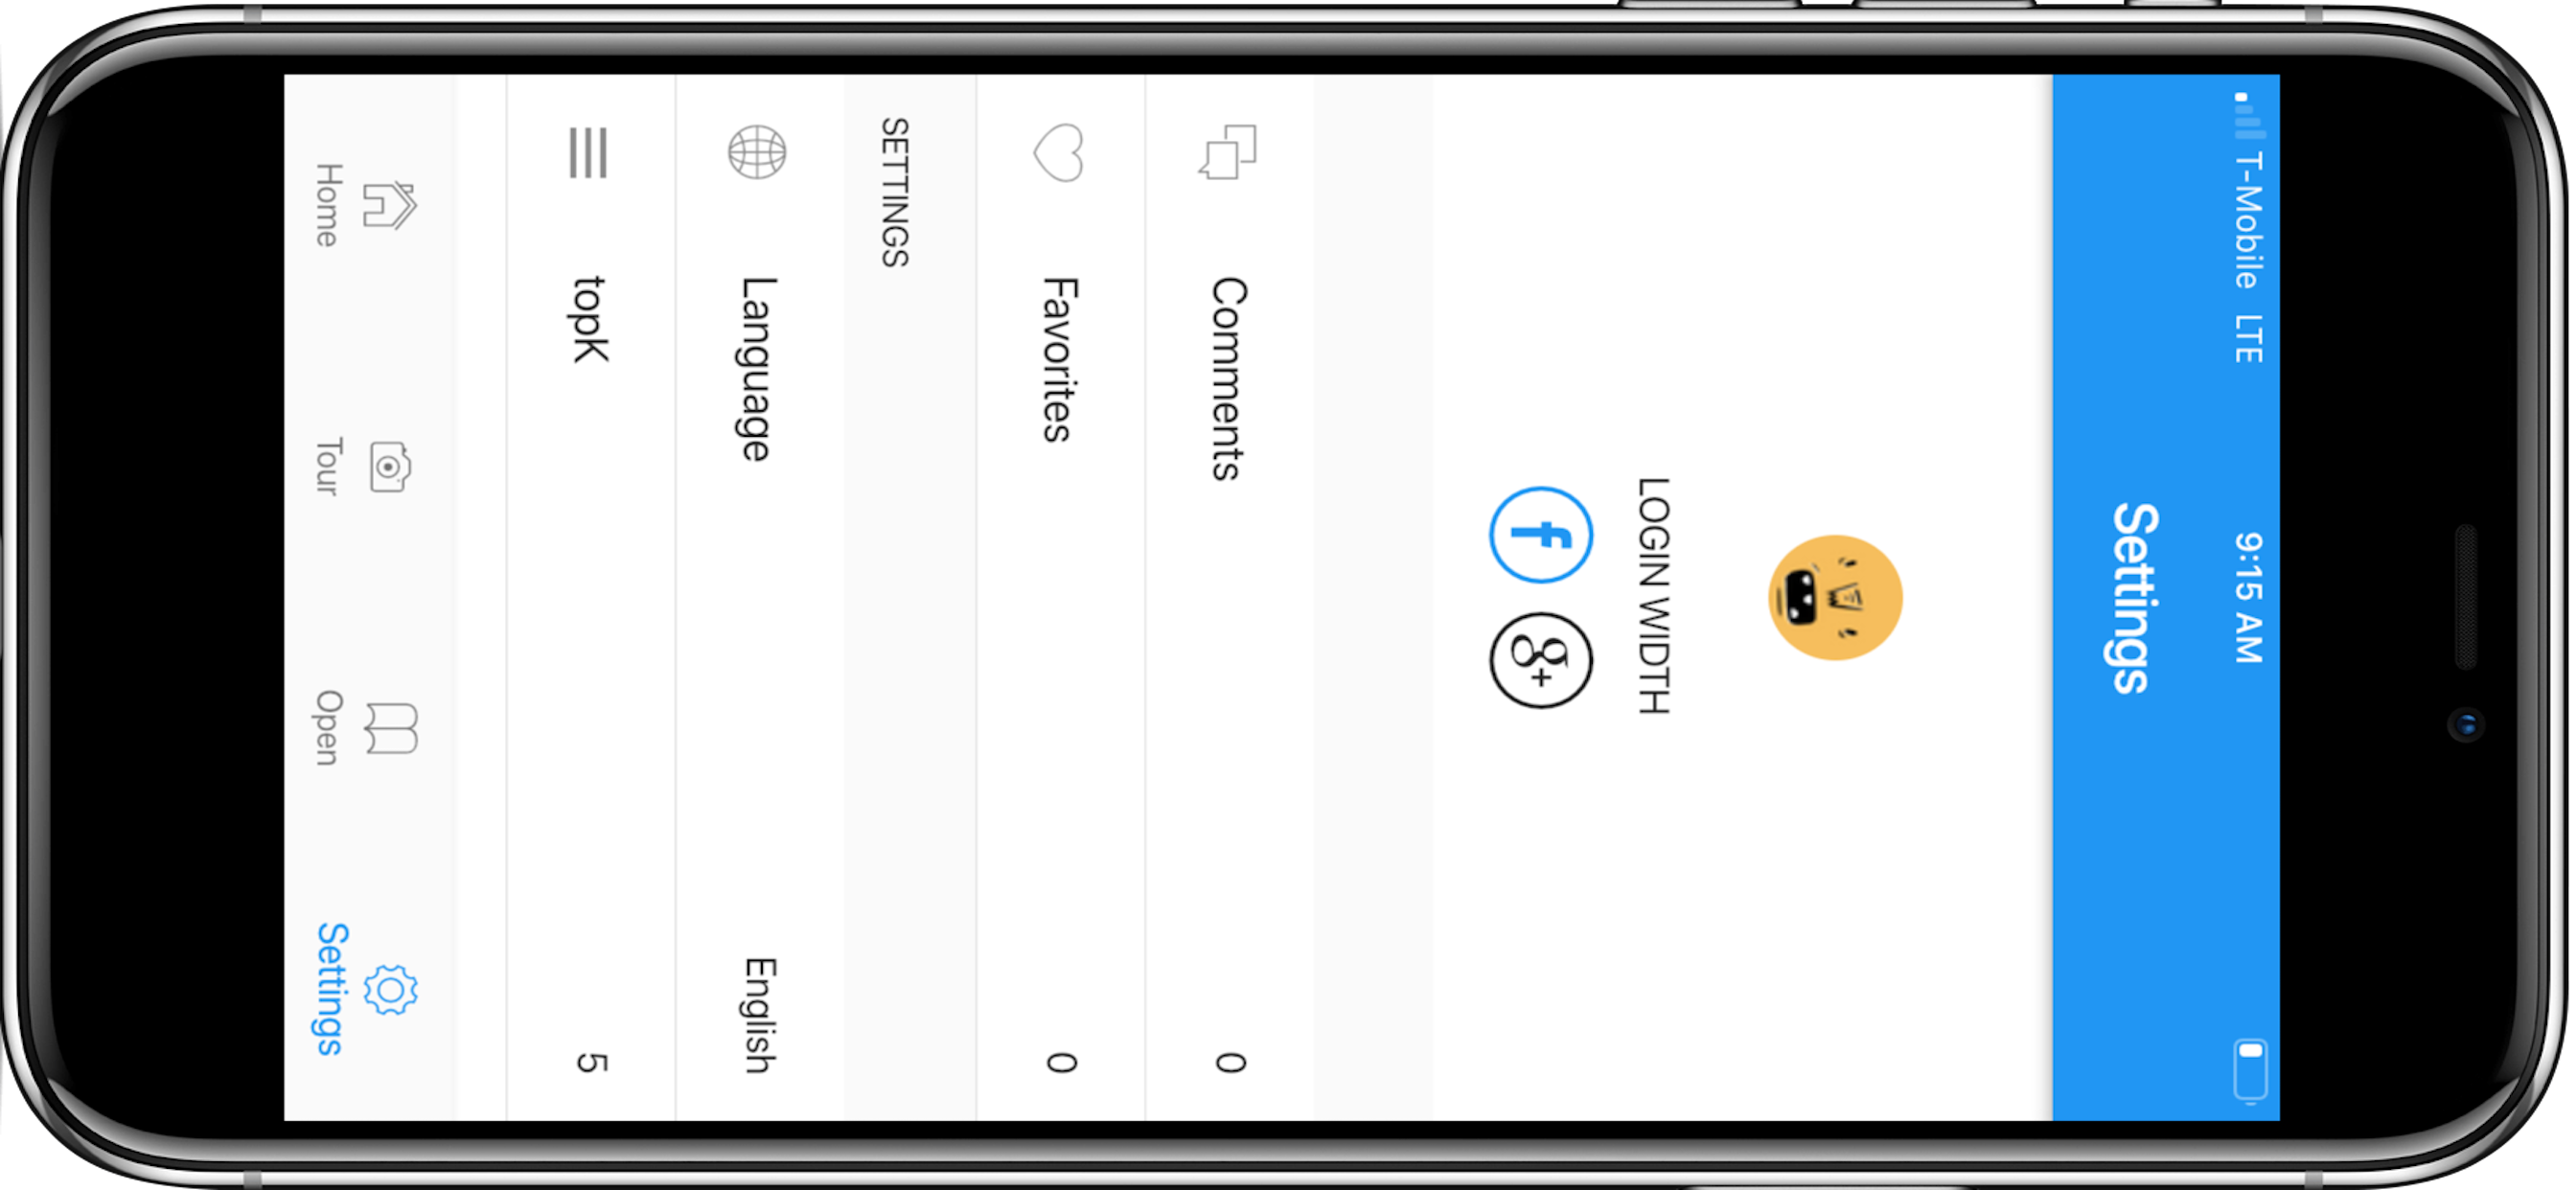 T-Mobile LTE 9:15 AM
Settings
LOGIN WIDTH
f g+
Comments 0
Favorites 0
SETTINGS
Language English
topK 5
Home Tour Open Settings